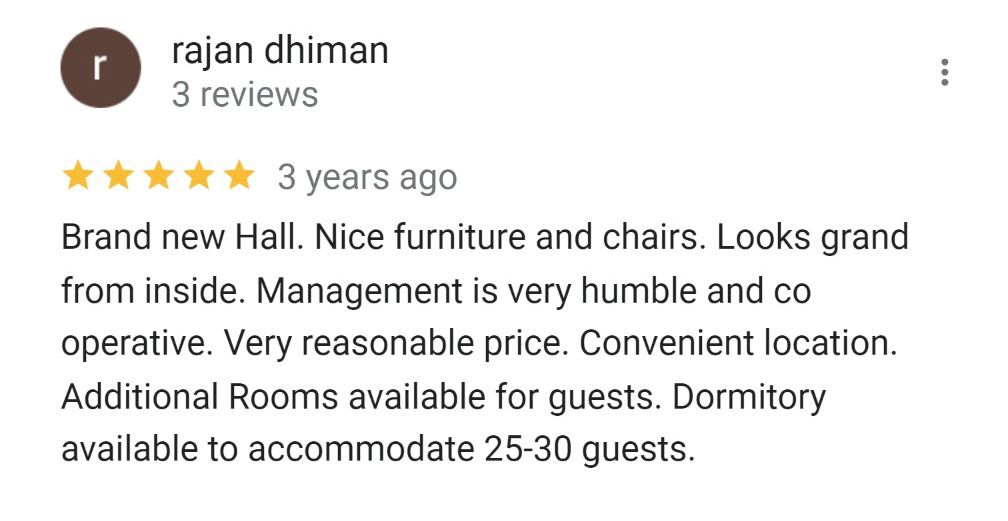 r
rajan dhiman
3 reviews
3 years ago
Brand new Hall. Nice furniture and chairs. Looks grand
from inside. Management is very humble and co
operative. Very reasonable price. Convenient location.
Additional Rooms available for guests. Dormitory
available to accommodate 25-30 guests.